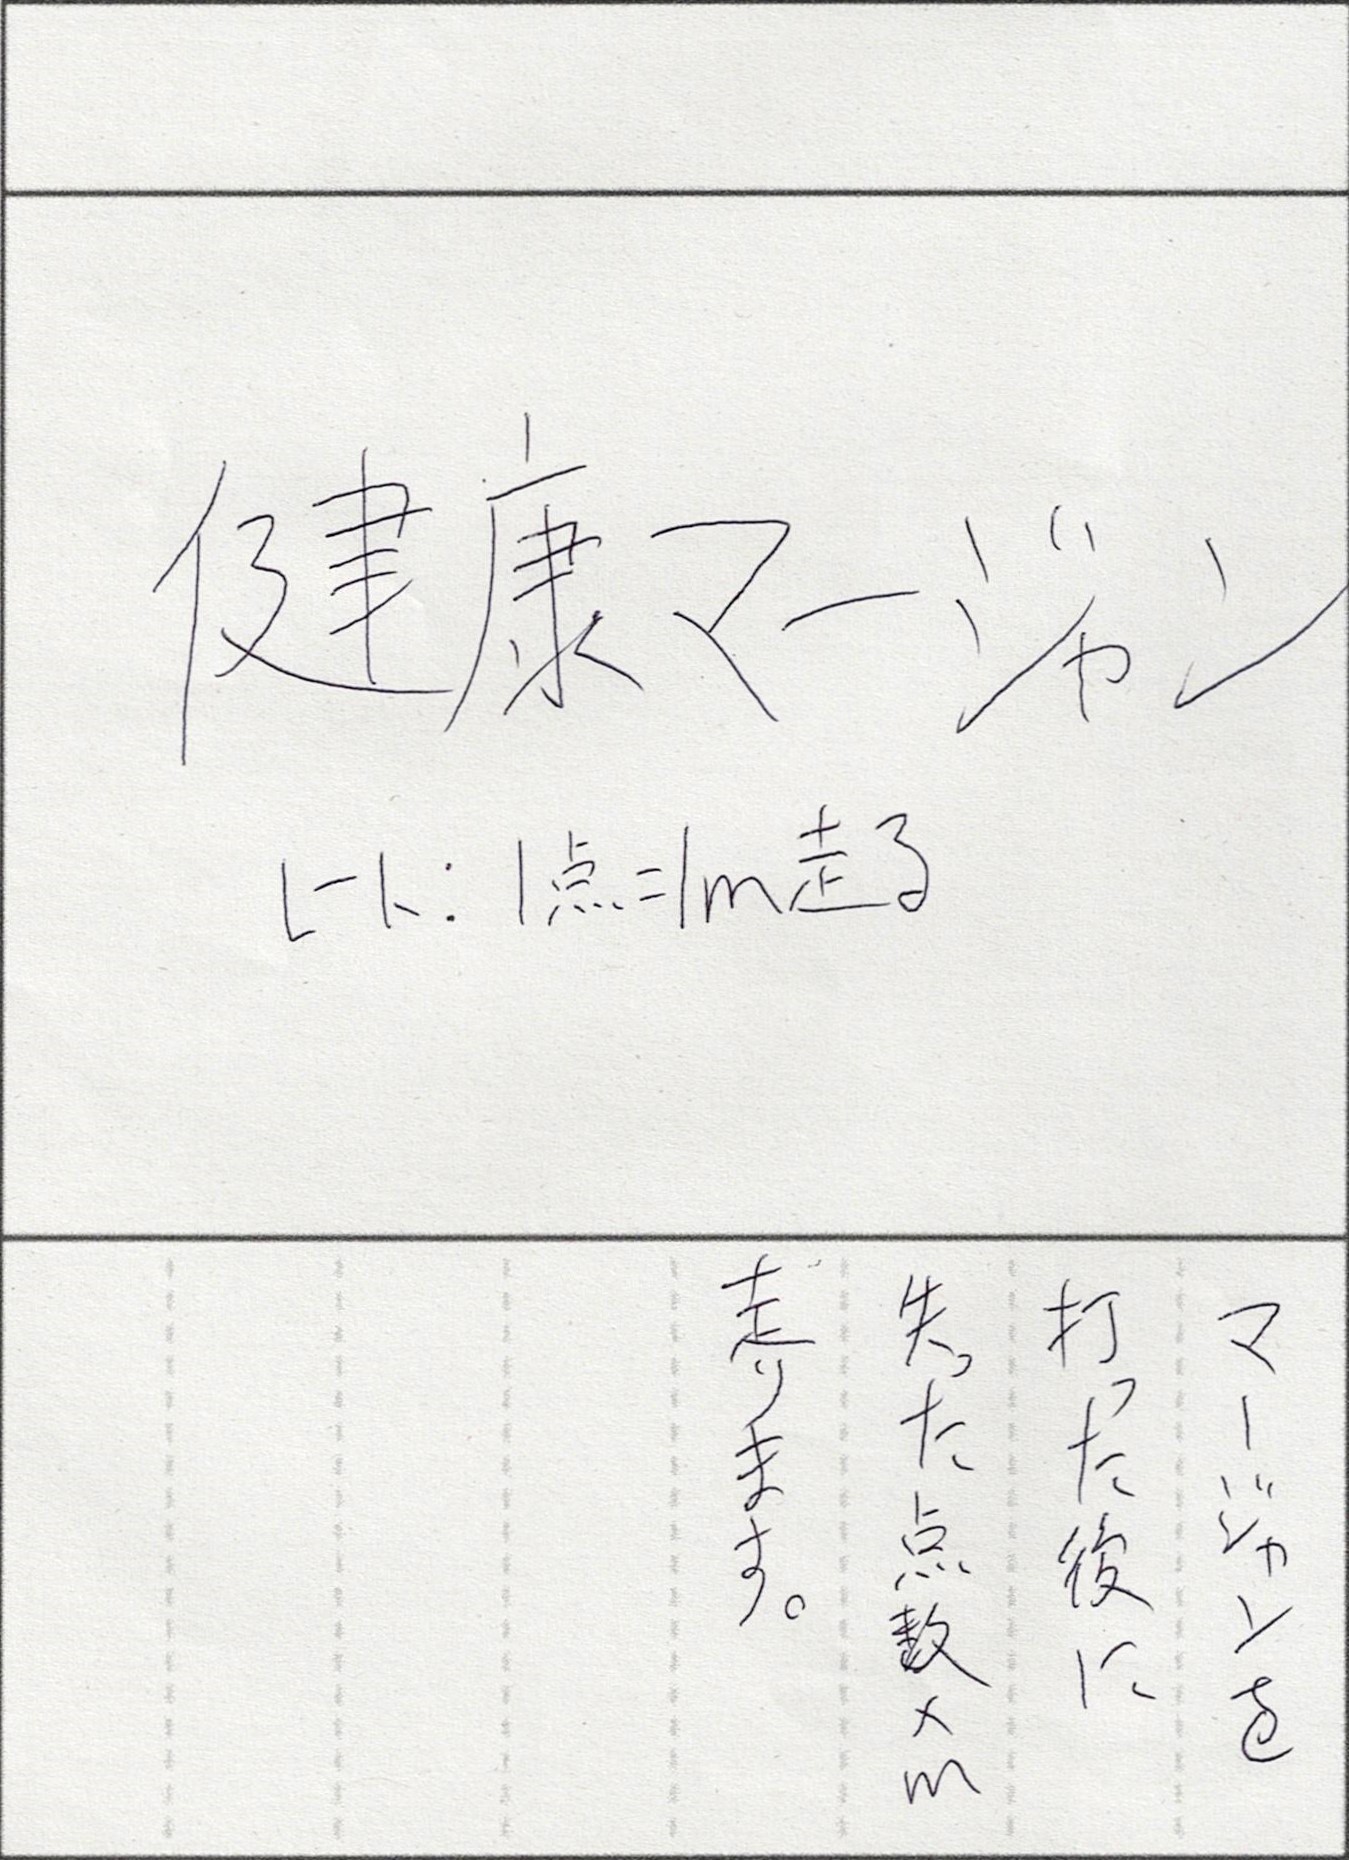 健康マージャン
レート：1点=1m走る
マージャンを
打った後に
失った点数×m
走ります。